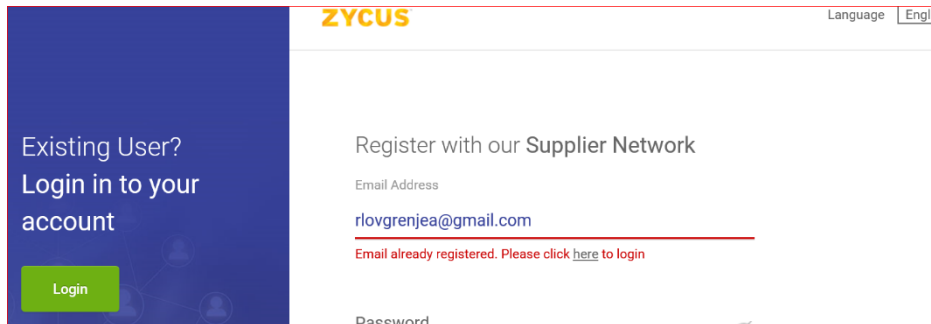 ZYCUS
Language Engl
Existing User?
Login in to your
account
Login
Register with our Supplier Network
Email Address
rlovgrenjea@gmail.com
Email already registered. Please click here to login
Password